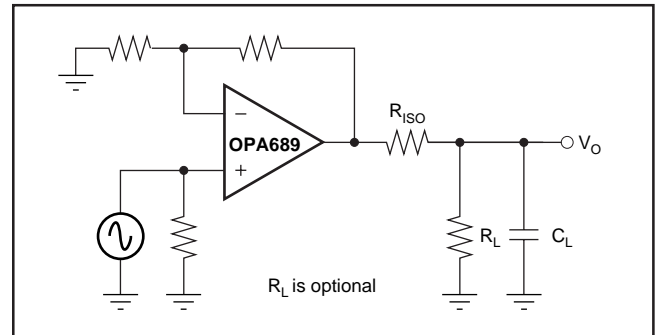 R_ISO
−
OPA689
+
V_O
R_L
C_L
R_L is optional